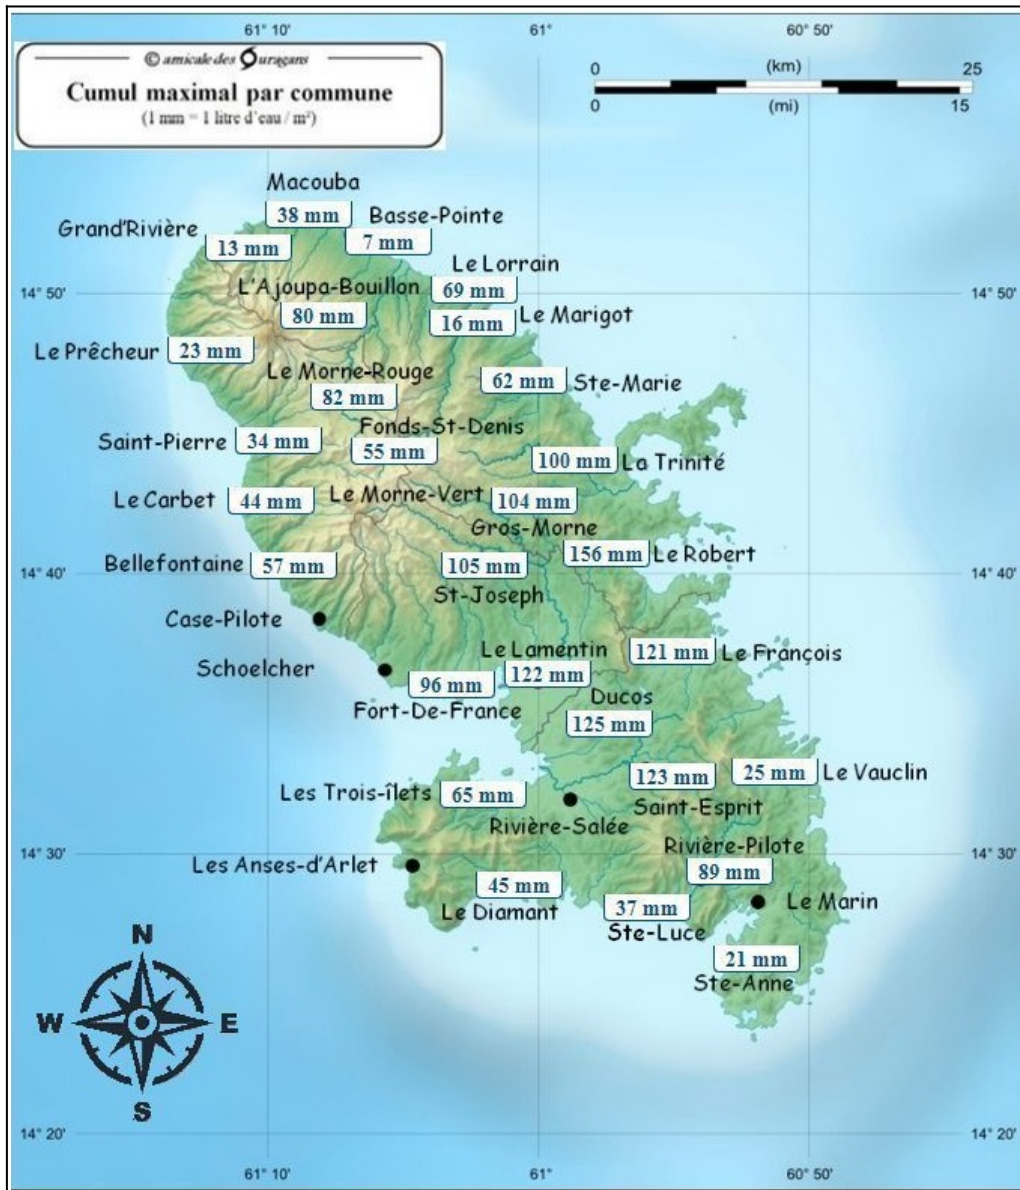 61° 10'
61°
60° 50'
© amicale des Ouragans
Cumul maximal par commune
(1 mm = 1 litre d'eau / m²)
0 (km) 25
0 (mi) 15
Macouba
38 mm
Basse-Pointe
7 mm
Grand'Rivière
13 mm
Le Lorrain
69 mm
14° 50'
14° 50'
L'Ajoupa-Bouillon
80 mm
16 mm
Le Marigot
Le Prêcheur
23 mm
Le Morne-Rouge
82 mm
62 mm
Ste-Marie
Fonds-St-Denis
55 mm
Saint-Pierre
34 mm
100 mm
La Trinité
Le Carbet
44 mm
Le Morne-Vert
104 mm
Gros-Morne
156 mm
Le Robert
Bellefontaine
57 mm
105 mm
St-Joseph
14° 40'
14° 40'
Case-Pilote
Schoelcher
Le Lamentin
122 mm
121 mm
Le François
96 mm
Fort-De-France
Ducos
125 mm
123 mm
Saint-Esprit
25 mm
Le Vauclin
Les Trois-îlets
65 mm
Rivière-Salée
Rivière-Pilote
89 mm
14° 30'
14° 30'
Les Anses-d'Arlet
45 mm
Le Diamant
37 mm
Ste-Luce
Le Marin
21 mm
Ste-Anne
N
W
E
S
14° 20'
14° 20'
61° 10'
61°
60° 50'